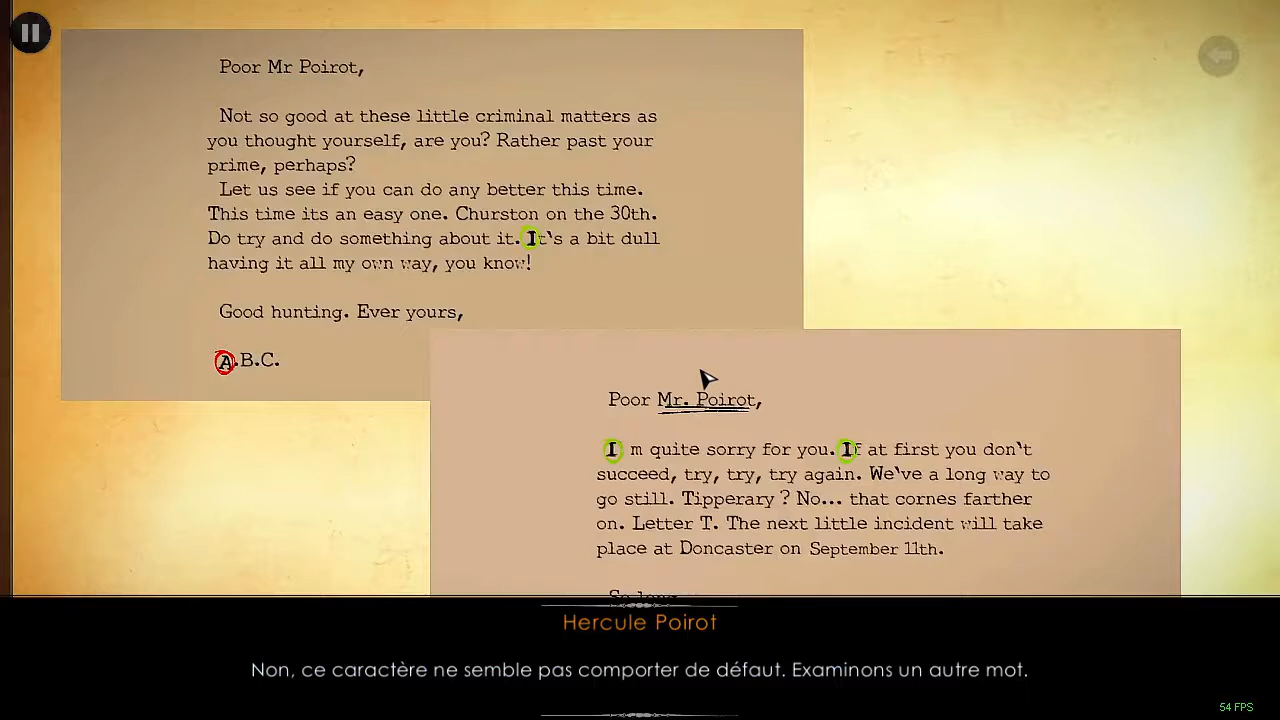 Poor Mr Poirot,
Not so good at these little criminal matters as
you thought yourself, are you? Rather past your
prime, perhaps?
Let us see if you can do any better this time.
This time its an easy one. Churston on the 30th.
Do try and do something about it. It's a bit dull
having it all my own way, you know!
Good hunting. Ever yours,
A.B.C.
Poor Mr. Poirot,
I m quite sorry for you. If at first you don't
succeed, try, try, try again. We've a long way to
go still. Tipperary ? No... that cornes farther
on. Letter T. The next little incident will take
place at Doncaster on September 11th.
So long
Hercule Poirot
Non, ce caractère ne semble pas comporter de défaut. Examinons un autre mot.
54 FPS